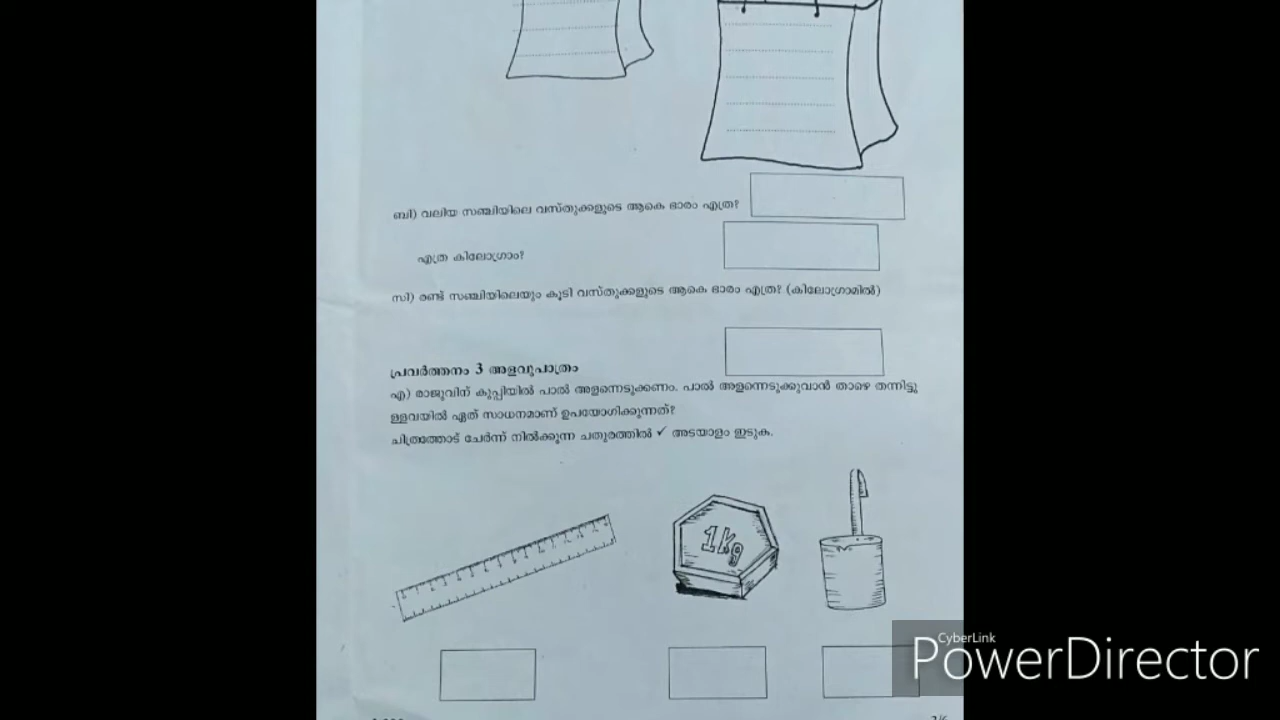 ബി) വലിയ സഞ്ചിയിലെ വസ്തുക്കളുടെ ആകെ ഭാരം എത്ര?
എത്ര കിലോഗ്രാം?
സി) രണ്ട് സഞ്ചിയിലെയും കൂടി വസ്തുക്കളുടെ ആകെ ഭാരം എത്ര? (കിലോഗ്രാമിൽ)
പ്രവർത്തനം 3 അളവുപാത്രം
എ) രാജുവിന് കുപ്പിയിൽ പാൽ അളന്നെടുക്കണം. പാൽ അളന്നെടുക്കുവാൻ താഴെ തന്നിട്ടു
ള്ളവയിൽ ഏത് സാധനമാണ് ഉപയോഗിക്കുന്നത്?
ചിത്രത്തോട് ചേർന്ന് നിൽക്കുന്ന ചതുരത്തിൽ ✓ അടയാളം ഇടുക.
1kg
CyberLink
PowerDirector